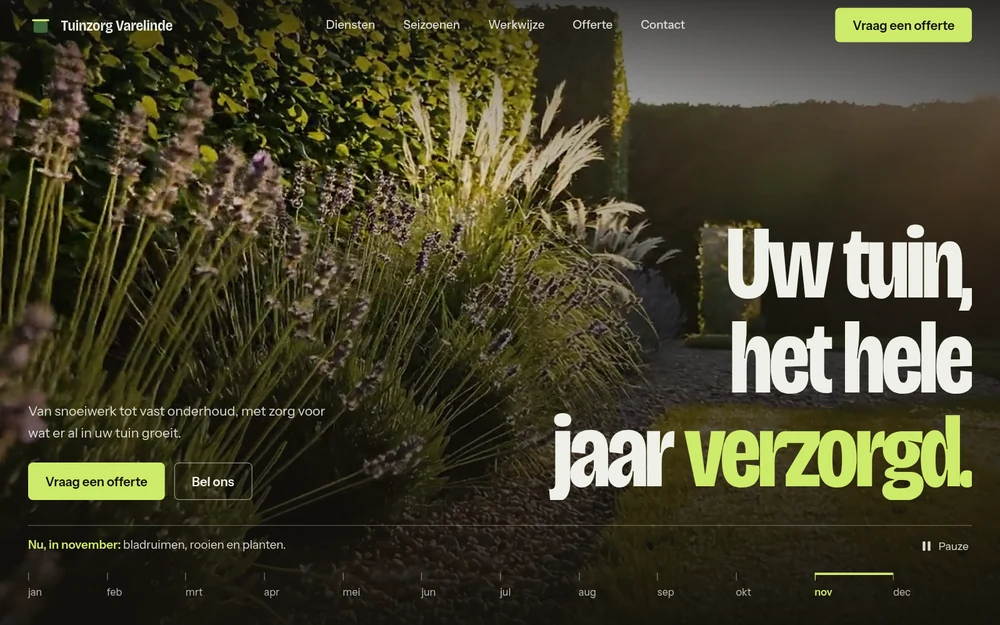 Tuinzorg Varelinde
Diensten
Seizoenen
Werkwijze
Offerte
Contact
Vraag een offerte
Uw tuin,
het hele
jaar verzorgd.
Van snoeiwerk tot vast onderhoud, met zorg voor
wat er al in uw tuin groeit.
Vraag een offerte
Bel ons
Nu, in november: bladruimen, rooien en planten.
Pauze
jan
feb
mrt
apr
mei
jun
jul
aug
sep
okt
nov
dec